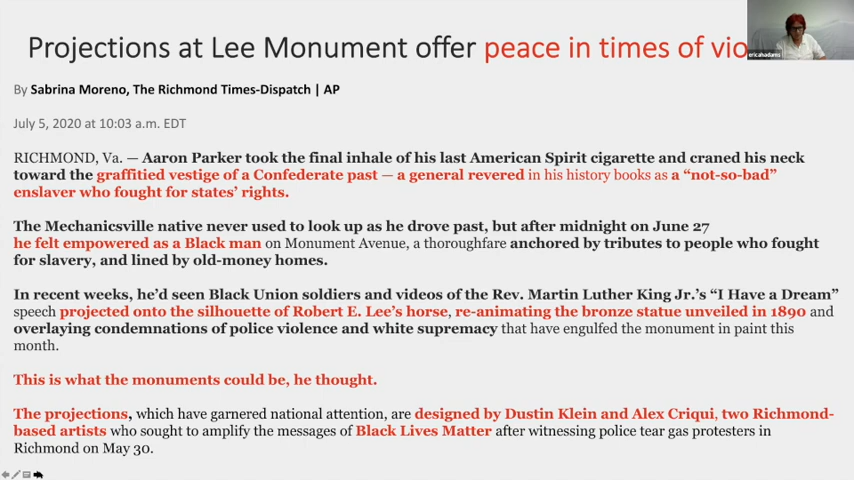 Projections at Lee Monument offer peace in times of vio
By Sabrina Moreno, The Richmond Times-Dispatch | AP
July 5, 2020 at 10:03 a.m. EDT
RICHMOND, Va. — Aaron Parker took the final inhale of his last American Spirit cigarette and craned his neck
toward the graffitied vestige of a Confederate past — a general revered in his history books as a “not-so-bad”
enslaver who fought for states’ rights.
The Mechanicsville native never used to look up as he drove past, but after midnight on June 27
he felt empowered as a Black man on Monument Avenue, a thoroughfare anchored by tributes to people who fought
for slavery, and lined by old-money homes.
In recent weeks, he’d seen Black Union soldiers and videos of the Rev. Martin Luther King Jr.’s “I Have a Dream”
speech projected onto the silhouette of Robert E. Lee’s horse, re-animating the bronze statue unveiled in 1890 and
overlaying condemnations of police violence and white supremacy that have engulfed the monument in paint this
month.
This is what the monuments could be, he thought.
The projections, which have garnered national attention, are designed by Dustin Klein and Alex Criqui, two Richmond-
based artists who sought to amplify the messages of Black Lives Matter after witnessing police tear gas protesters in
Richmond on May 30.